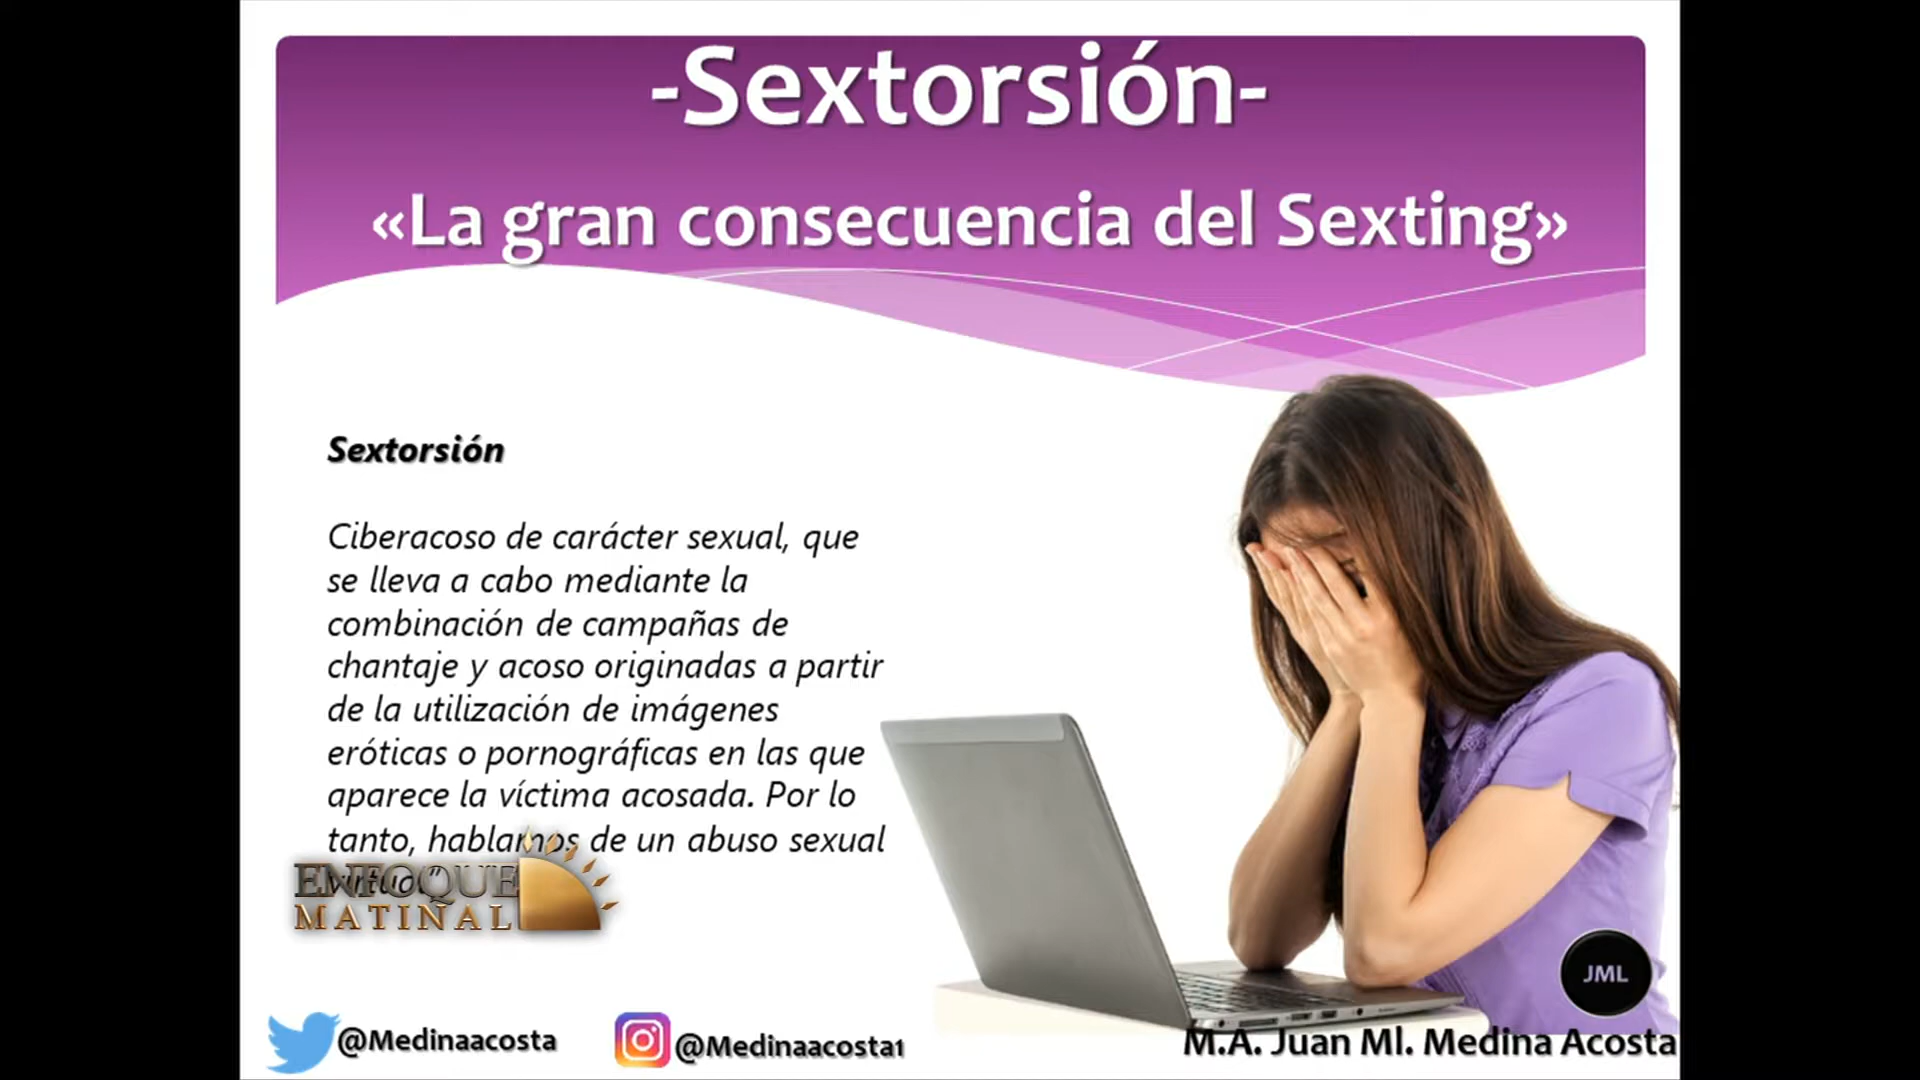 -Sextorsión-
«La gran consecuencia del Sexting»
Sextorsión
Ciberacoso de carácter sexual, que
se lleva a cabo mediante la
combinación de campañas de
chantaje y acoso originadas a partir
de la utilización de imágenes
eróticas o pornográficas en las que
aparece la víctima acosada. Por lo
tanto, hablamos de un abuso sexual
ENFOQUE
MATINAL
JML
@Medinaacosta
@Medinaacosta1
M.A. Juan Ml. Medina Acosta